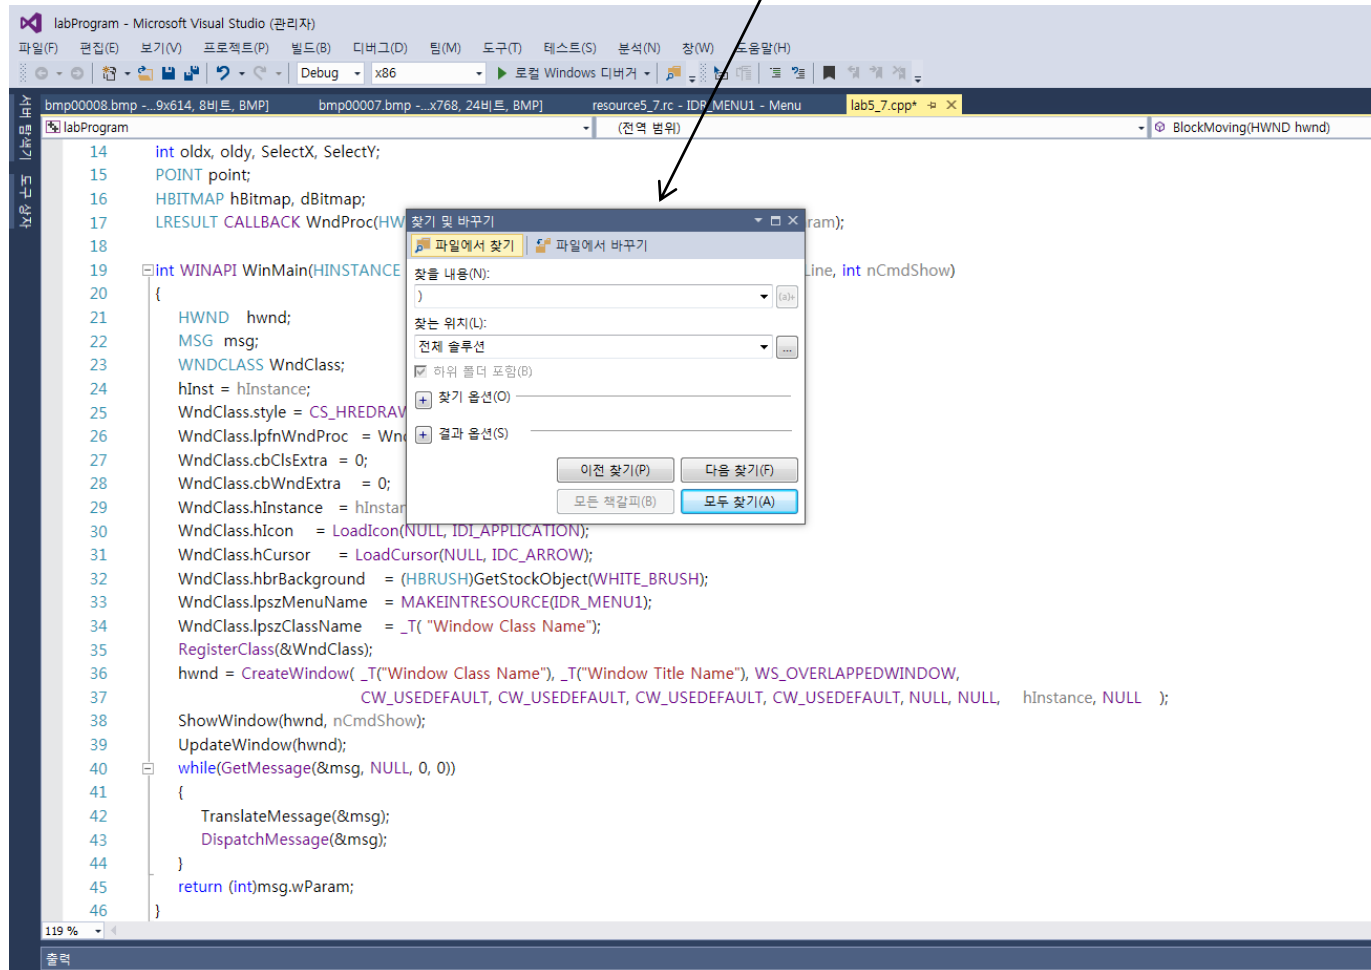 labProgram - Microsoft Visual Studio (관리자)
파일(F) 편집(E) 보기(V) 프로젝트(P) 빌드(B) 디버그(D) 팀(M) 도구(T) 테스트(S) 분석(N) 창(W) 도움말(H)
Debug x86 로컬 Windows 디버거
서버 탐색기
도구 상자
bmp00008.bmp -...9x614, 8비트, BMP] bmp00007.bmp -...x768, 24비트, BMP] resource5_7.rc - IDR_MENU1 - Menu lab5_7.cpp*
labProgram (전역 범위) BlockMoving(HWND hwnd)
14 int oldx, oldy, SelectX, SelectY;
15 POINT point;
16 HBITMAP hBitmap, dBitmap;
17 LRESULT CALLBACK WndProc(HW ram);
18
19 int WINAPI WinMain(HINSTANCE Line, int nCmdShow)
20 {
21 HWND hwnd;
22 MSG msg;
23 WNDCLASS WndClass;
24 hInst = hInstance;
25 WndClass.style = CS_HREDRAW
26 WndClass.lpfnWndProc = Wnd
27 WndClass.cbClsExtra = 0;
28 WndClass.cbWndExtra = 0;
29 WndClass.hInstance = hInstan
30 WndClass.hIcon = LoadIcon(NULL, IDI_APPLICATION);
31 WndClass.hCursor = LoadCursor(NULL, IDC_ARROW);
32 WndClass.hbrBackground = (HBRUSH)GetStockObject(WHITE_BRUSH);
33 WndClass.lpszMenuName = MAKEINTRESOURCE(IDR_MENU1);
34 WndClass.lpszClassName = _T( "Window Class Name");
35 RegisterClass(&WndClass);
36 hwnd = CreateWindow( _T("Window Class Name"), _T("Window Title Name"), WS_OVERLAPPEDWINDOW,
37 CW_USEDEFAULT, CW_USEDEFAULT, CW_USEDEFAULT, CW_USEDEFAULT, NULL, NULL, hInstance, NULL );
38 ShowWindow(hwnd, nCmdShow);
39 UpdateWindow(hwnd);
40 while(GetMessage(&msg, NULL, 0, 0))
41 {
42 TranslateMessage(&msg);
43 DispatchMessage(&msg);
44 }
45 return (int)msg.wParam;
46 }
찾기 및 바꾸기
파일에서 찾기 파일에서 바꾸기
찾을 내용(N):
)
(a)+
찾는 위치(L):
전체 솔루션
...
하위 폴더 포함(B)
찾기 옵션(O)
결과 옵션(S)
이전 찾기(P) 다음 찾기(F)
모든 책갈피(B) 모두 찾기(A)
119 %
출력